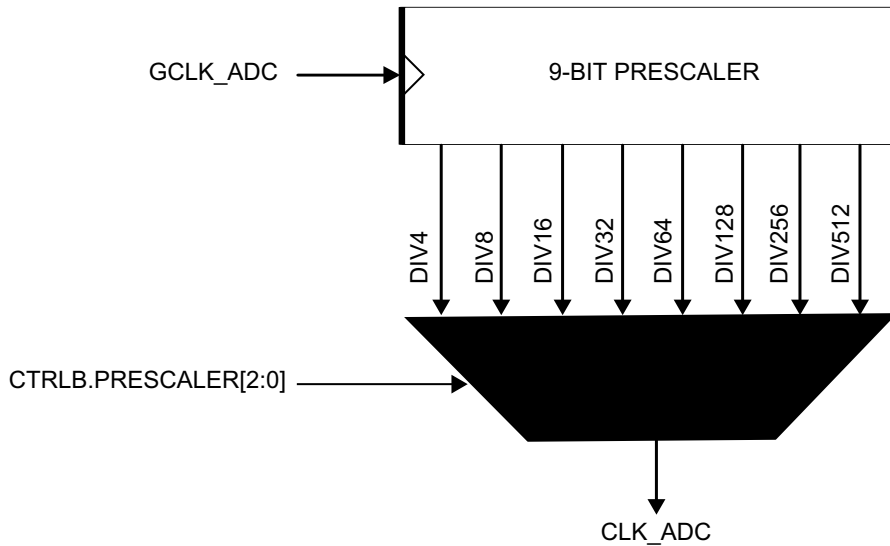 GCLK_ADC
9-BIT PRESCALER
DIV4
DIV8
DIV16
DIV32
DIV64
DIV128
DIV256
DIV512
CTRLB.PRESCALER[2:0]
CLK_ADC